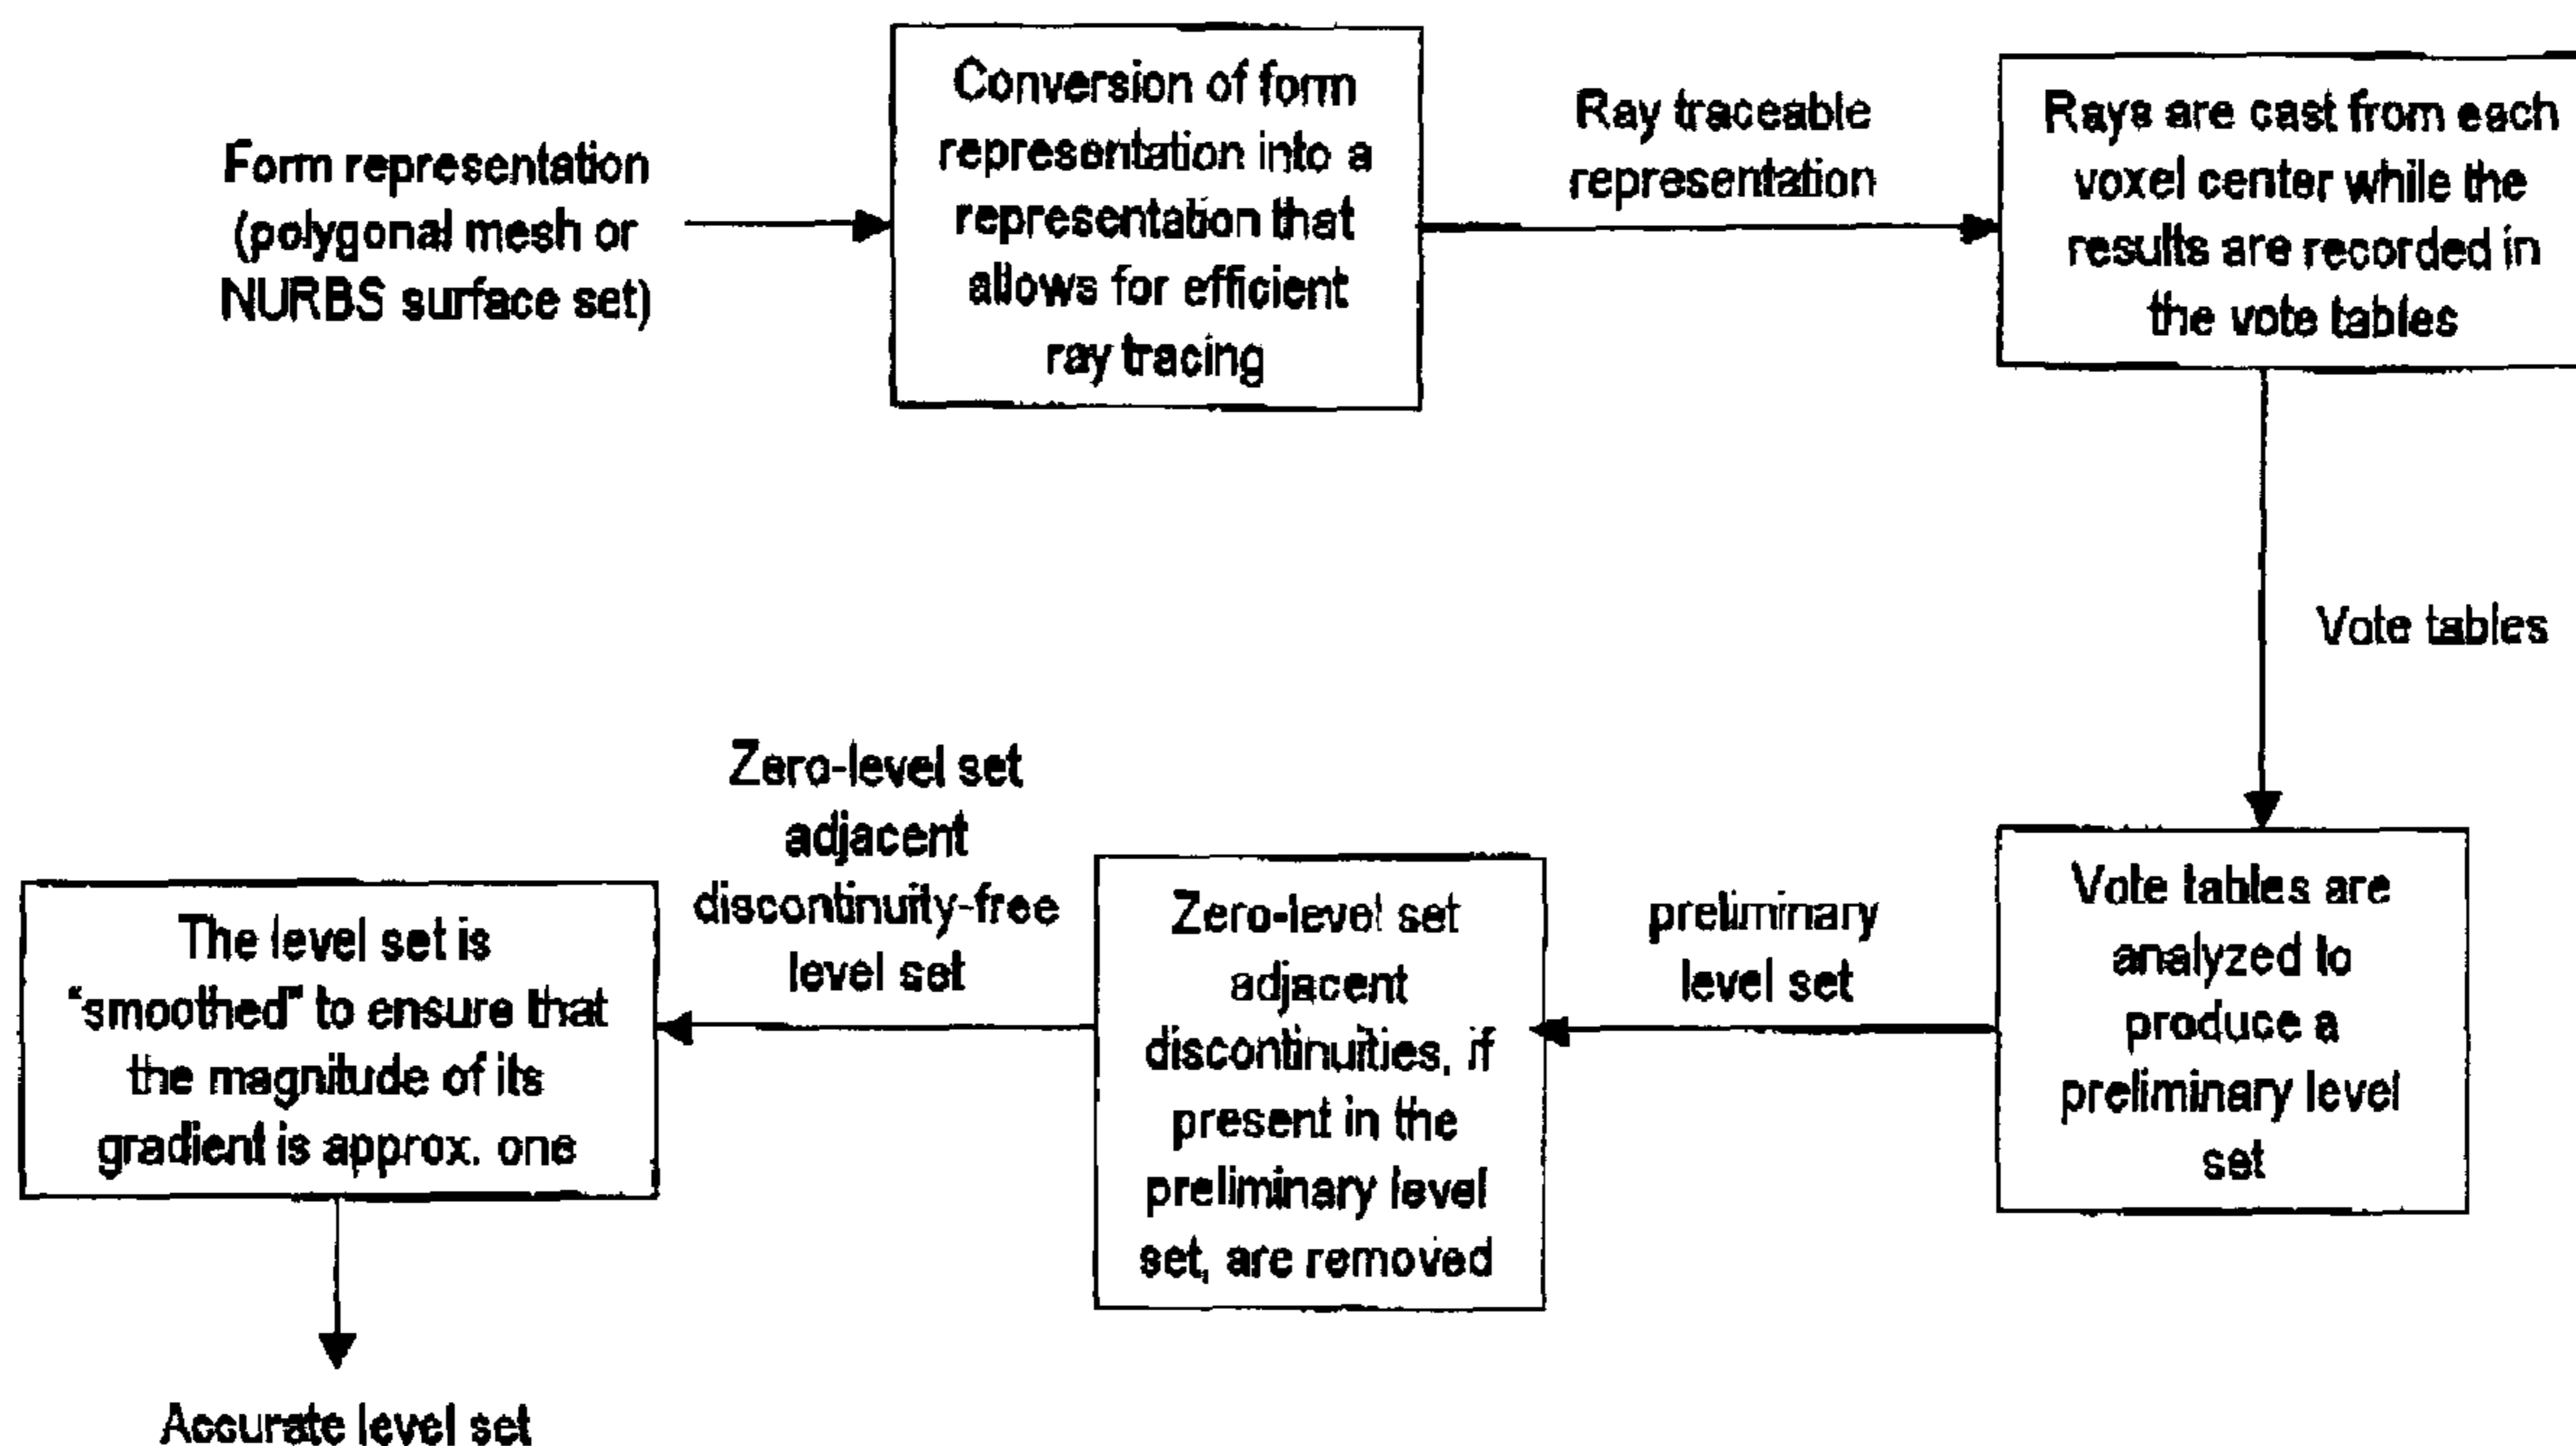 Form representation
(polygonal mesh or
NURBS surface set)
Conversion of form
representation into a
representation that
allows for efficient
ray tracing
Ray traceable
representation
Rays are cast from each
voxel center while the
results are recorded in
the vote tables
Vote tables
Vote tables are
analyzed to
produce a
preliminary level
set
preliminary
level set
Zero-level set
adjacent
discontinuities, if
present in the
preliminary level
set, are removed
Zero-level set
adjacent
discontinuity-free
level set
The level set is
"smoothed" to ensure that
the magnitude of its
gradient is approx. one
Accurate level set